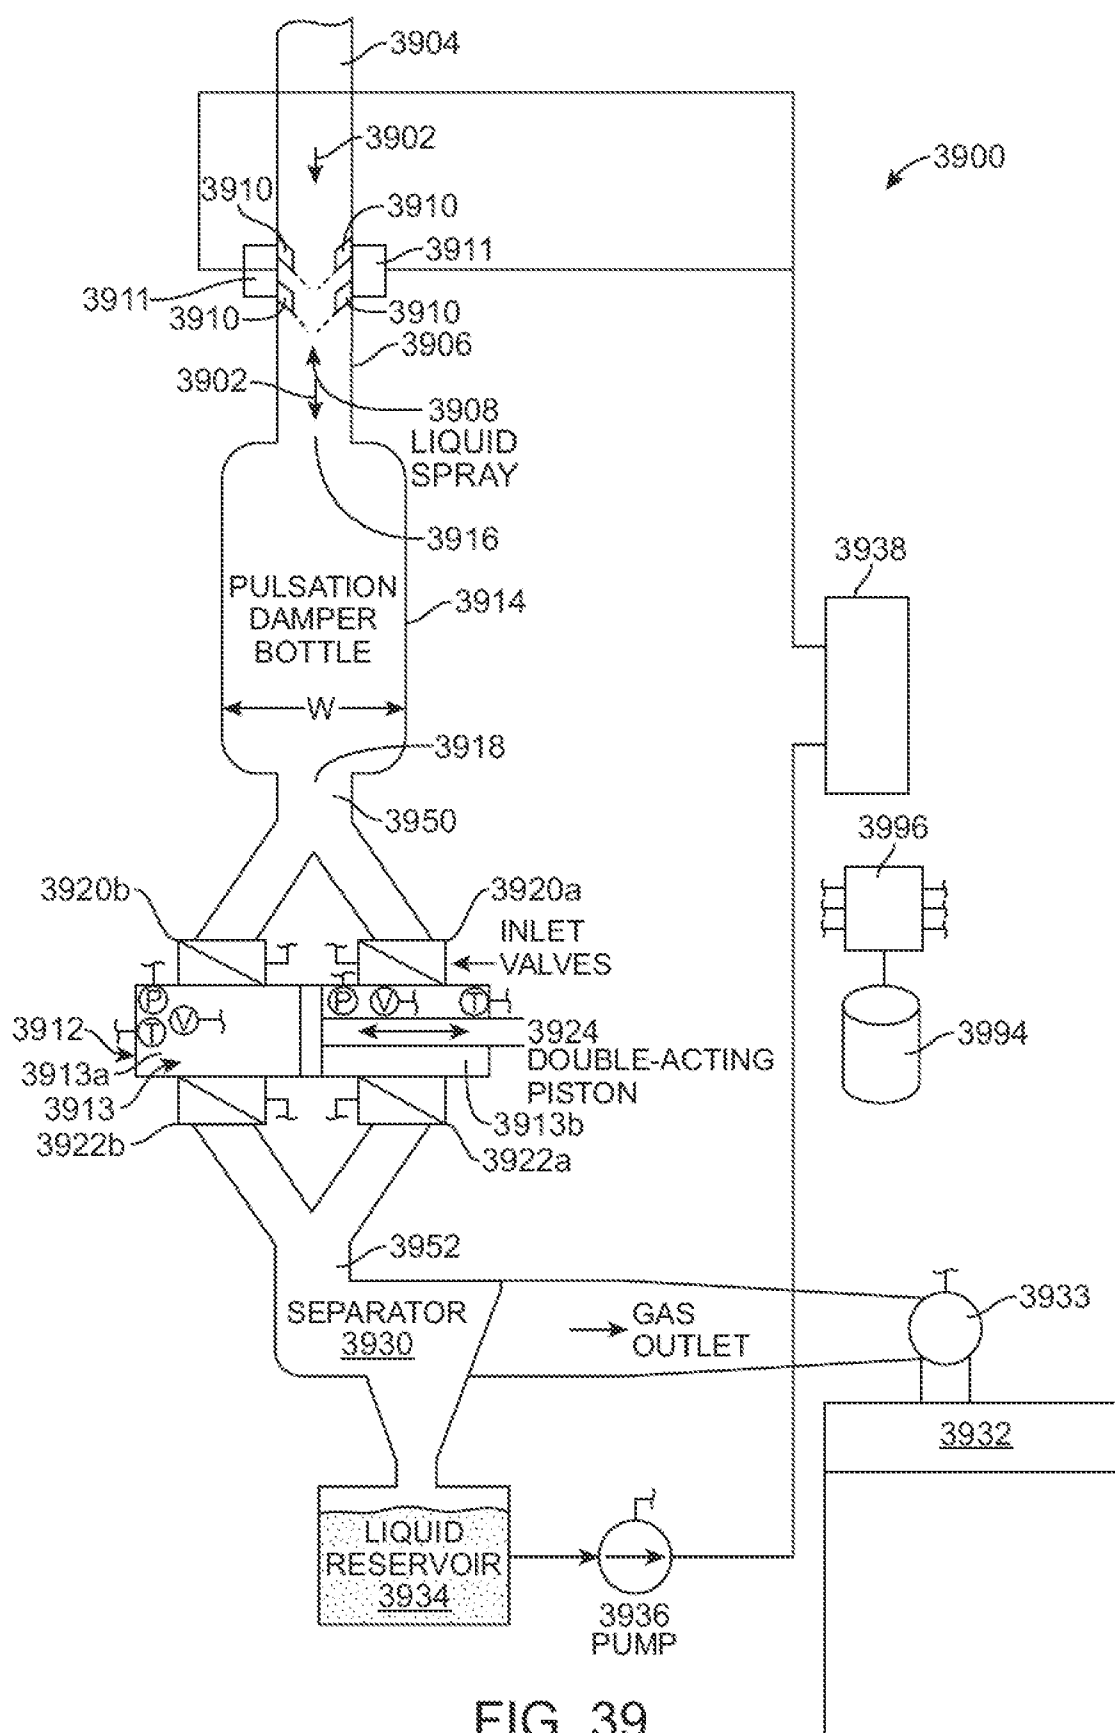 3904
3902
3900
3910
3910
3911
3911
3910
3910
3906
3902
3908
LIQUID
SPRAY
3916
3938
PULSATION
DAMPER
BOTTLE
3914
W
3918
3950
3996
3920b
3920a
INLET
VALVES
P
P
V
T
V
T
3912
3924
DOUBLE-ACTING
PISTON
3994
3913a
3913
3913b
3922b
3922a
3952
SEPARATOR
3930
GAS
OUTLET
3933
3932
LIQUID
RESERVOIR
3934
3936
PUMP
FIG. 39